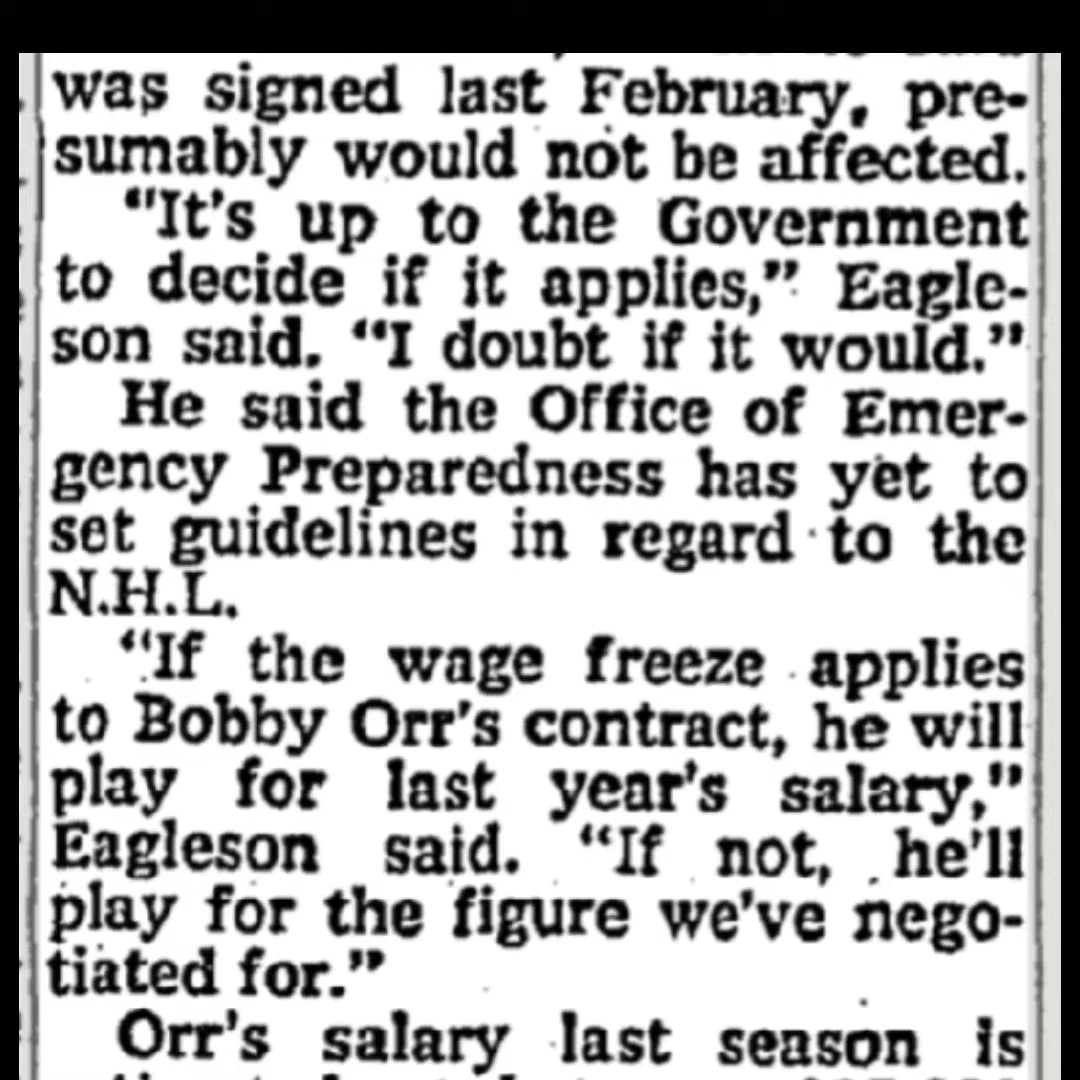 was signed last February, pre-
sumably would not be affected.
"It's up to the Government
to decide if it applies," Eagle-
son said. "I doubt if it would."
He said the Office of Emer-
gency Preparedness has yet to
set guidelines in regard to the
N.H.L.
"If the wage freeze applies
to Bobby Orr's contract, he will
play for last year's salary,"
Eagleson said. "If not, he'll
play for the figure we've nego-
tiated for."
Orr's salary last season is